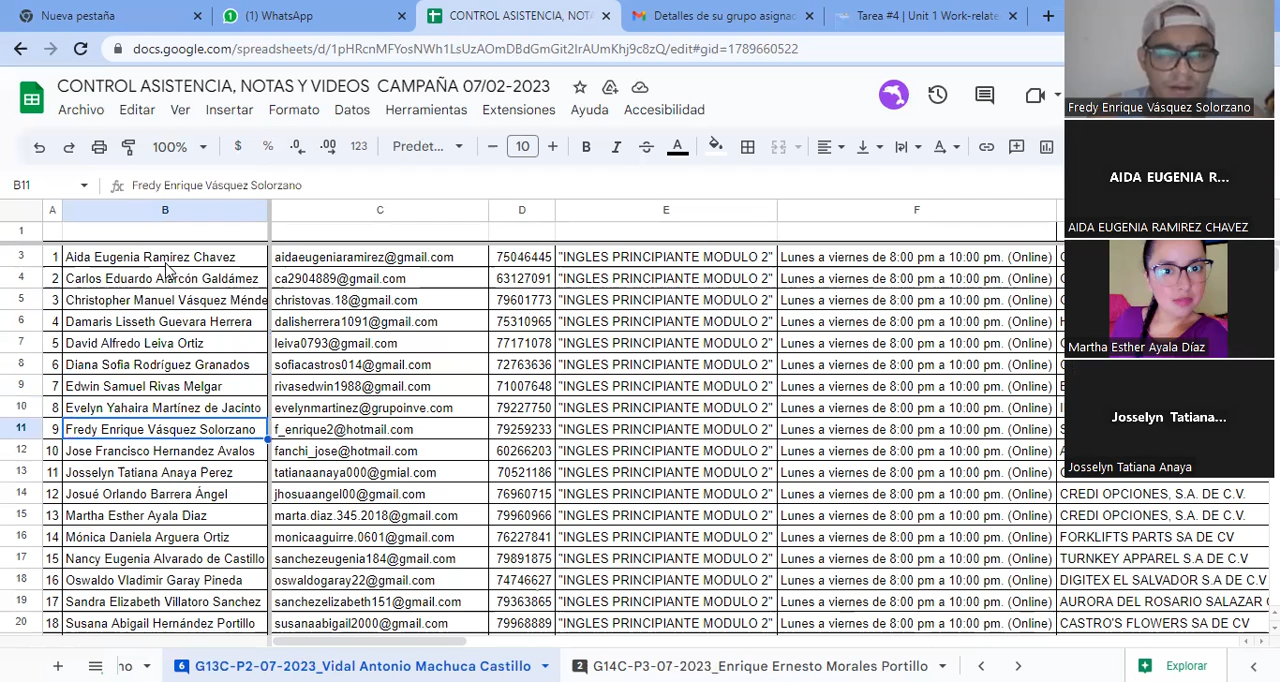 Nueva pestaña
(1) WhatsApp
CONTROL ASISTENCIA, NOTA
Detalles de su grupo asignad
Tarea #4 | Unit 1 Work-relate
docs.google.com/spreadsheets/d/1pHRcnMFYosNWh1LsUzAOmDBdGmGit2IrAUmKhj9c8zQ/edit#gid=1789660522
CONTROL ASISTENCIA, NOTAS Y VIDEOS CAMPAÑA 07/02-2023
Archivo Editar Ver Insertar Formato Datos Herramientas Extensiones Ayuda Accesibilidad
100% $ % .0 .00 123 Predet... 10 B I A
B11 fx Fredy Enrique Vásquez Solorzano
A B C D E F
1
3 1 Aida Eugenia Ramirez Chavez aidaeugeniaramirez@gmail.com 75046445 "INGLES PRINCIPIANTE MODULO 2" Lunes a viernes de 8:00 pm a 10:00 pm. (Online)
4 2 Carlos Eduardo Alarcón Galdámez ca2904889@gmail.com 63127091 "INGLES PRINCIPIANTE MODULO 2" Lunes a viernes de 8:00 pm a 10:00 pm. (Online)
5 3 Christopher Manuel Vásquez Ménde christovas.18@gmail.com 79601773 "INGLES PRINCIPIANTE MODULO 2" Lunes a viernes de 8:00 pm a 10:00 pm. (Online)
6 4 Damaris Lisseth Guevara Herrera dalisherrera1091@gmail.com 75310965 "INGLES PRINCIPIANTE MODULO 2" Lunes a viernes de 8:00 pm a 10:00 pm. (Online)
7 5 David Alfredo Leiva Ortiz leiva0793@gmail.com 77171078 "INGLES PRINCIPIANTE MODULO 2" Lunes a viernes de 8:00 pm a 10:00 pm. (Online)
8 6 Diana Sofia Rodríguez Granados sofiacastros014@gmail.com 72063638 "INGLES PRINCIPIANTE MODULO 2" Lunes a viernes de 8:00 pm a 10:00 pm. (Online)
9 7 Edwin Samuel Rivas Melgar rivasedwin1988@gmail.com 71007648 "INGLES PRINCIPIANTE MODULO 2" Lunes a viernes de 8:00 pm a 10:00 pm. (Online)
10 8 Evelyn Yahaira Martínez de Jacinto evelynmartinez@grupoinve.com 79227750 "INGLES PRINCIPIANTE MODULO 2" Lunes a viernes de 8:00 pm a 10:00 pm. (Online)
11 9 Fredy Enrique Vásquez Solorzano f_enrique2@hotmail.com 75029233 "INGLES PRINCIPIANTE MODULO 2" Lunes a viernes de 8:00 pm a 10:00 pm. (Online)
12 10 Jose Francisco Hernandez Avalos fanchi_jose@hotmail.com 60266203 "INGLES PRINCIPIANTE MODULO 2" Lunes a viernes de 8:00 pm a 10:00 pm. (Online)
13 11 Josselyn Tatiana Anaya Perez tatianaanaya00@gmial.com 70521186 "INGLES PRINCIPIANTE MODULO 2" Lunes a viernes de 8:00 pm a 10:00 pm. (Online)
14 12 Josué Orlando Barrera Ángel jhosuaangel00@gmail.com 76960715 "INGLES PRINCIPIANTE MODULO 2" Lunes a viernes de 8:00 pm a 10:00 pm. (Online) CREDI OPCIONES, S.A. DE C.V.
15 13 Martha Esther Ayala Diaz marta.diaz.342.2018@gmail.com 79960966 "INGLES PRINCIPIANTE MODULO 2" Lunes a viernes de 8:00 pm a 10:00 pm. (Online) CREDI OPCIONES, S.A. DE C.V.
16 14 Mónica Daniela Arguera Ortiz monicaaguirre.0601@gmail.com 76227841 "INGLES PRINCIPIANTE MODULO 2" Lunes a viernes de 8:00 pm a 10:00 pm. (Online) FORKLIFTS PARTS SA DE CV
17 15 Nancy Eugenia Alvarado de Castillo sanchezeugenia184@gmail.com 79891875 "INGLES PRINCIPIANTE MODULO 2" Lunes a viernes de 8:00 pm a 10:00 pm. (Online) TURNKEY APPAREL S.A DE C.V
18 16 Oswaldo Vladimir Garay Pineda oswaldogaray22@gmail.com 74746627 "INGLES PRINCIPIANTE MODULO 2" Lunes a viernes de 8:00 pm a 10:00 pm. (Online) DIGITEX EL SALVADOR S.A DE C.V
19 17 Sandra Elizabeth Villatoro Sanchez sanchezelizabeth151@gmail.com 79363865 "INGLES PRINCIPIANTE MODULO 2" Lunes a viernes de 8:00 pm a 10:00 pm. (Online) AURORA DEL ROSARIO SALAZAR
20 18 Susana Abigail Hernández Portillo susanaabigail2000@gmail.com 79968889 "INGLES PRINCIPIANTE MODULO 2" Lunes a viernes de 8:00 pm a 10:00 pm. (Online) CASTRO'S FLOWERS SA DE CV
no 6 G13C-P2-07-2023_Vidal Antonio Machuca Castillo 2 G14C-P3-07-2023_Enrique Ernesto Morales Portillo Explorar
Fredy Enrique Vásquez Solorzano
AIDA EUGENIA R...
AIDA EUGENIA RAMIREZ CHAVEZ
Martha Esther Ayala Díaz
Josselyn Tatiana...
Josselyn Tatiana Anaya